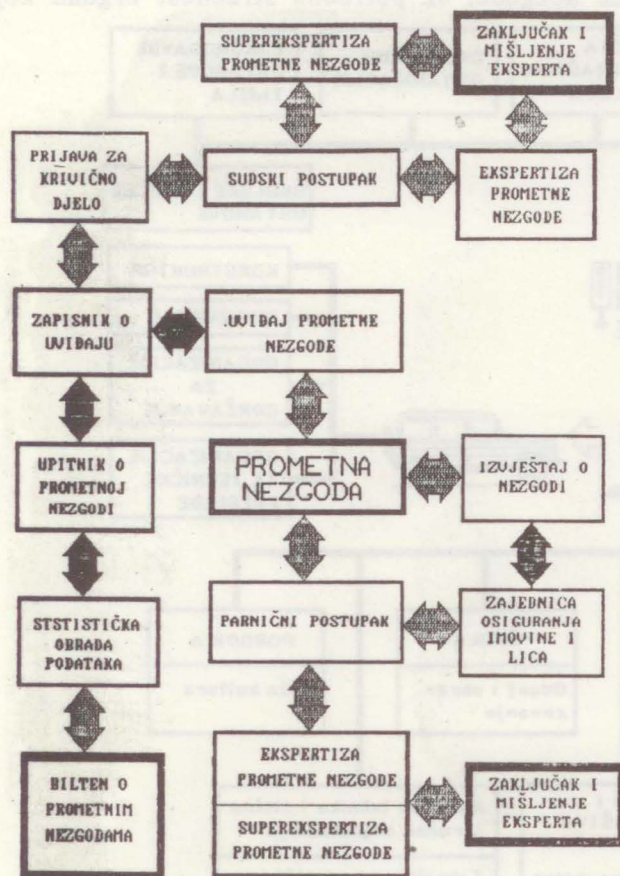 SUPEREKSPERTIZA
PROMETNE NEZGODE
ZAKLJUČAK I
MIŠLJENJE
EKSPERTA
PRIJAVA ZA
KRIVIČNO
DJELO
SUDSKI POSTUPAK
EKSPERTIZA
PROMETNE
NEZGODE
ZAPISNIK O
UVIĐAJU
.UVIĐAJ PROMETNE
NEZGODE
UPITNIK O
PROMETNOJ
NEZGODI
PROMETNA
NEZGODA
IZVJEŠTAJ O
NEZGODI
STSTISTIČKA
OBRADA
PODATAKA
PARNIČNI POSTUPAK
ZAJEDNICA
OSIGURANJA
IMOVINE I
LICA
BILTEN O
PROMETNIM
NEZGODAMA
EKSPERTIZA
PROMETNE NEZGODE
SUPEREKSPERTIZA
PROMETNE NEZGODE
ZAKLJUČAK I
MIŠLJENJE
EKSPERTA